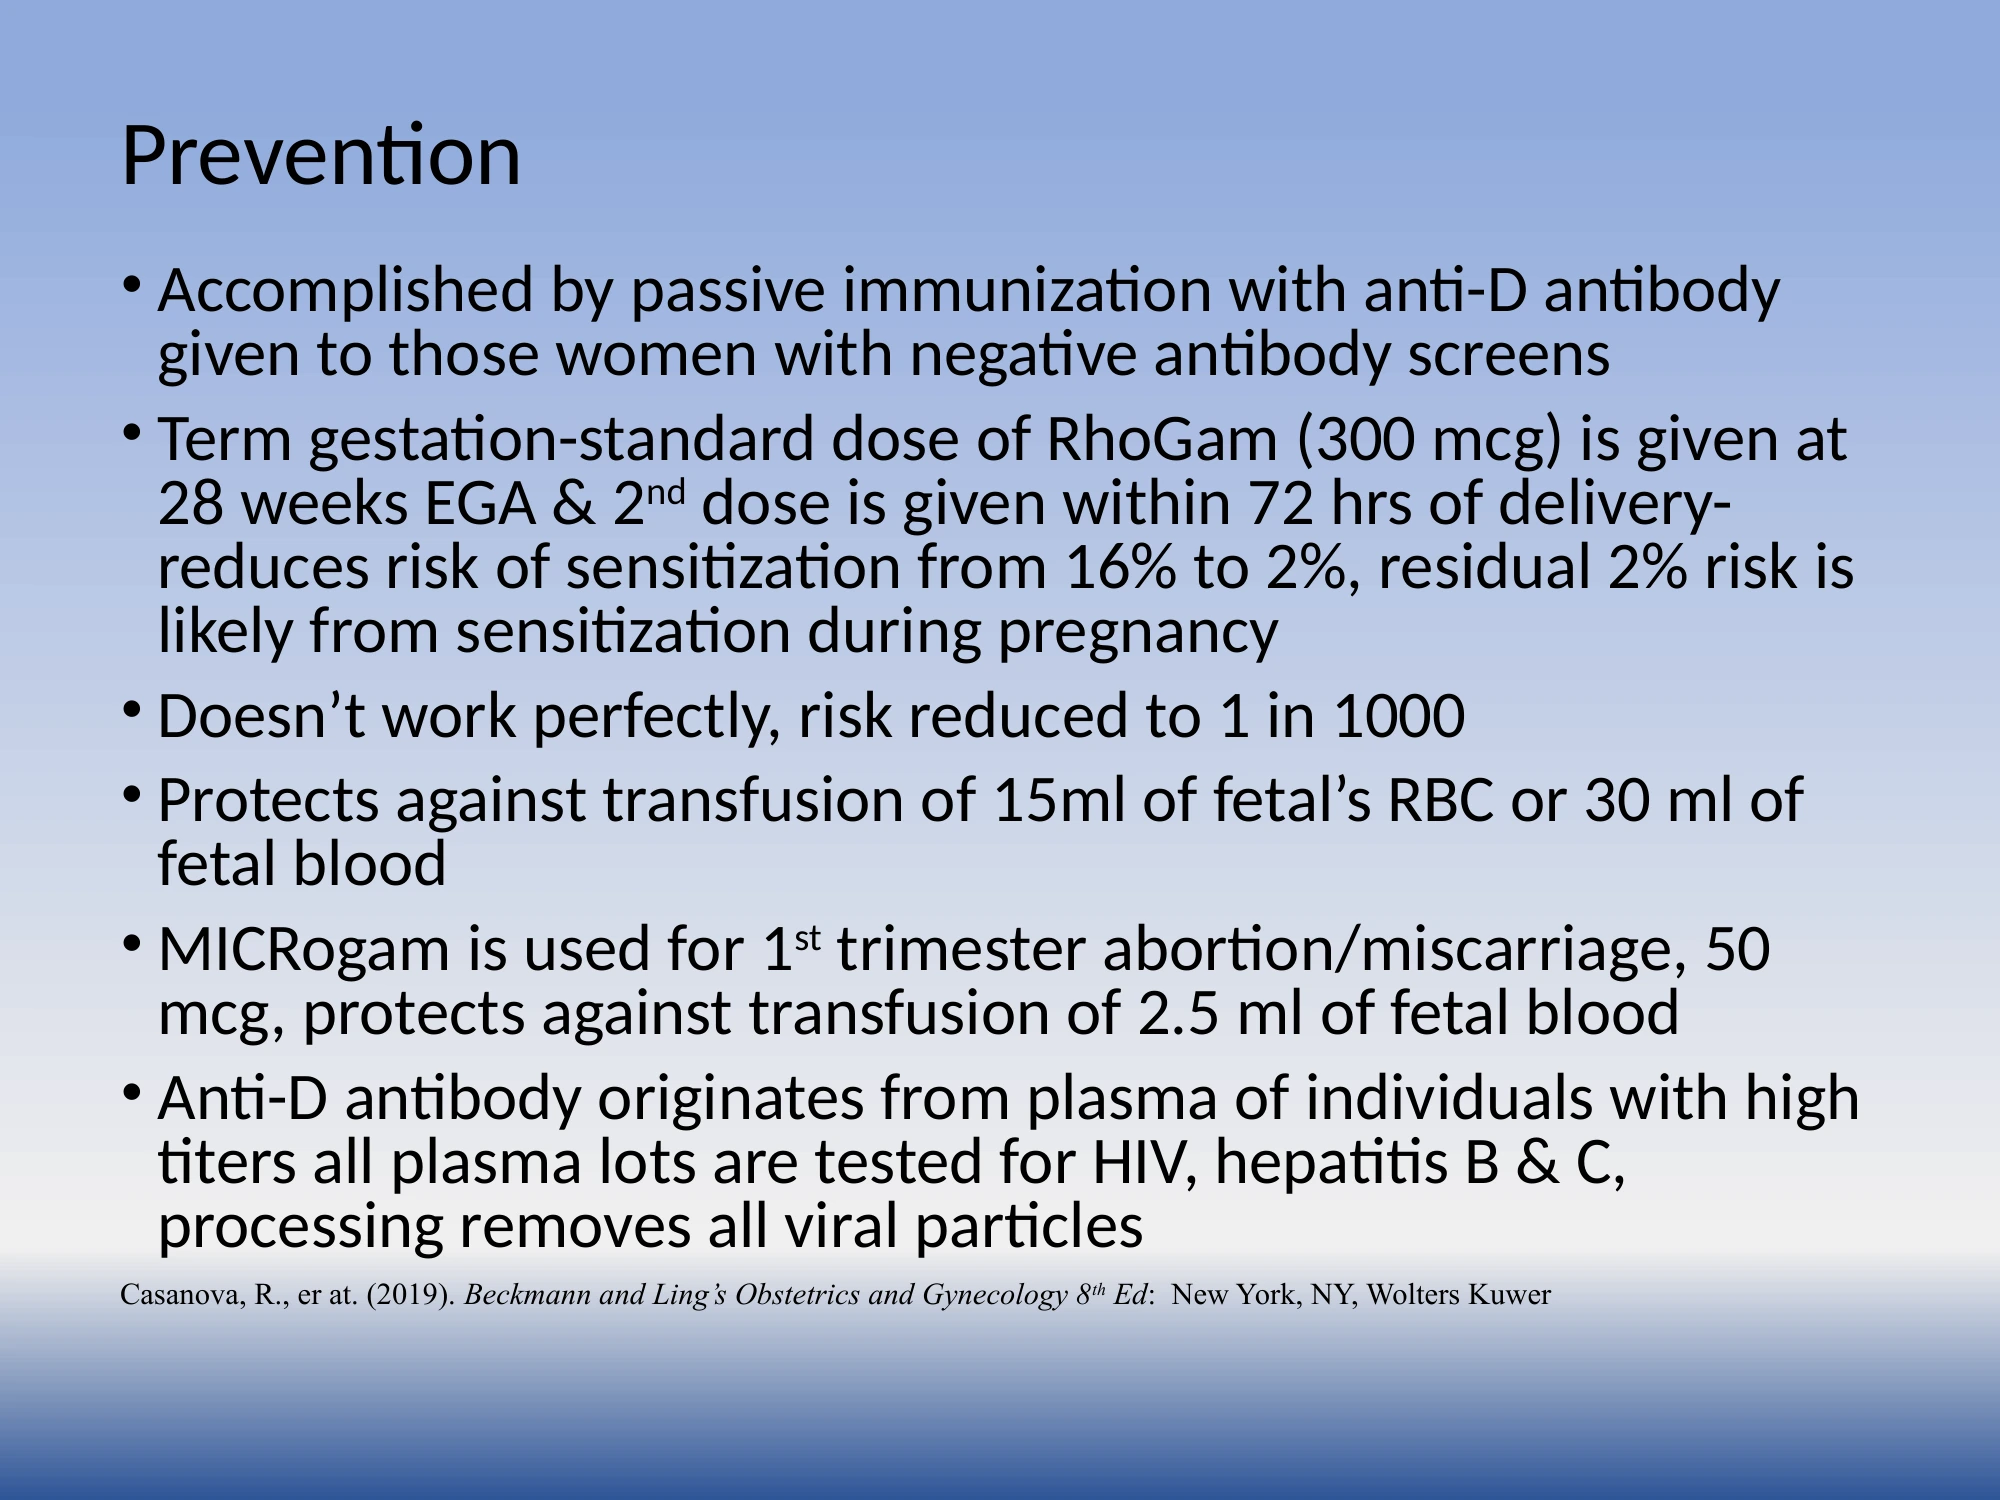 Prevention
• Accomplished by passive immunization with anti-D antibody
given to those women with negative antibody screens
• Term gestation-standard dose of RhoGam (300 mcg) is given at
28 weeks EGA & 2nd dose is given within 72 hrs of delivery-
reduces risk of sensitization from 16% to 2%, residual 2% risk is
likely from sensitization during pregnancy
• Doesn’t work perfectly, risk reduced to 1 in 1000
• Protects against transfusion of 15ml of fetal’s RBC or 30 ml of
fetal blood
• MICRogam is used for 1st trimester abortion/miscarriage, 50
mcg, protects against transfusion of 2.5 ml of fetal blood
• Anti-D antibody originates from plasma of individuals with high
titers all plasma lots are tested for HIV, hepatitis B & C,
processing removes all viral particles
Casanova, R., er at. (2019). Beckmann and Ling’s Obstetrics and Gynecology 8th Ed:  New York, NY, Wolters Kuwer